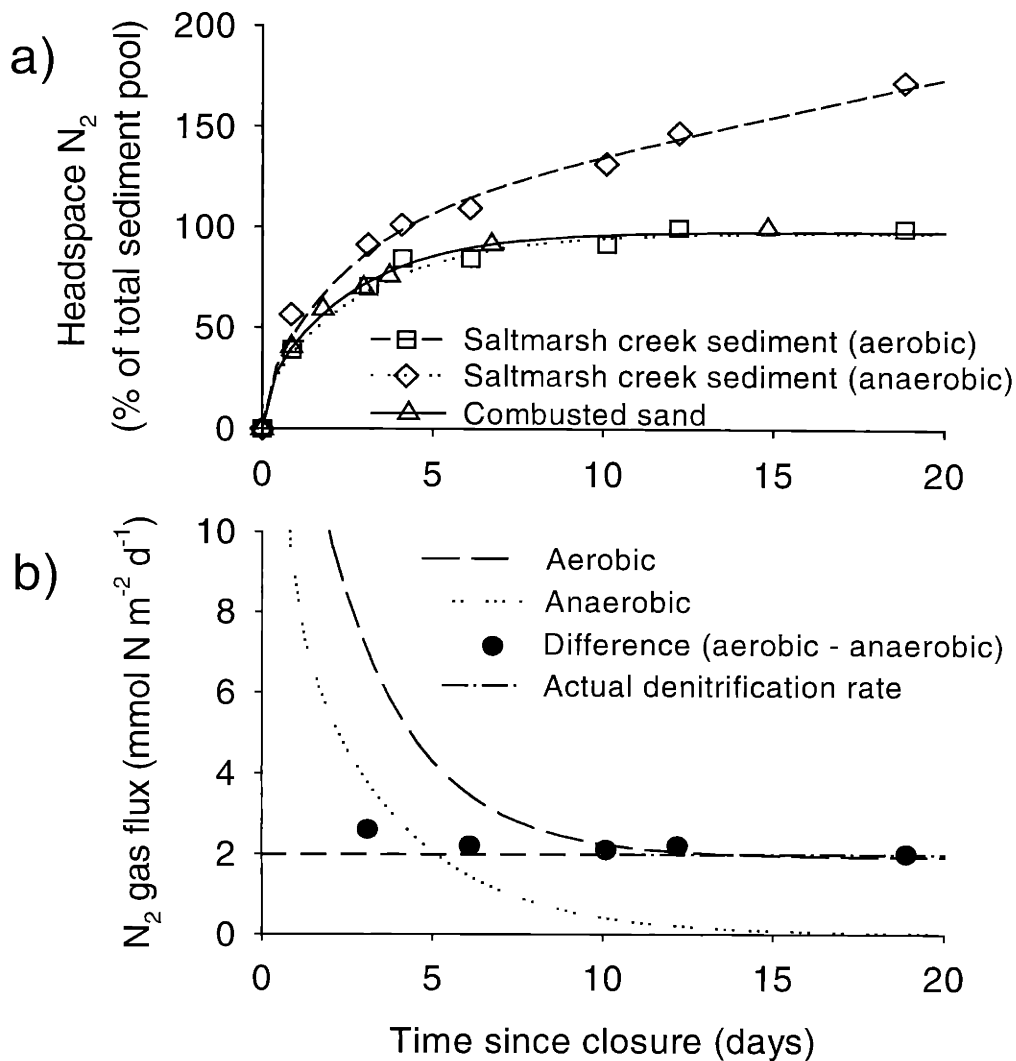 a)
Headspace N2
(% of total sediment pool)
200
150
100
50
0
Saltmarsh creek sediment (aerobic)
Saltmarsh creek sediment (anaerobic)
Combusted sand
0 5 10 15 20
b)
N2 gas flux (mmol N m-2 d-1)
10
8
6
4
2
0
Aerobic
Anaerobic
Difference (aerobic - anaerobic)
Actual denitrification rate
0 5 10 15 20
Time since closure (days)